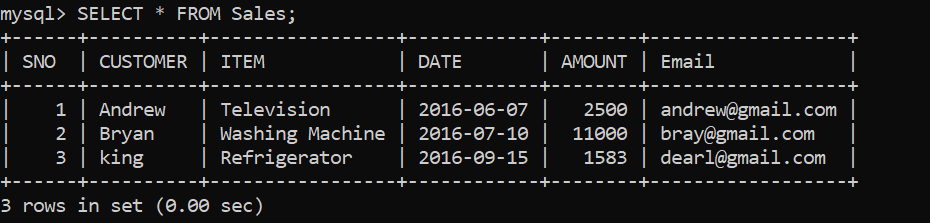 mysql> SELECT * FROM Sales;
+------+----------+-----------------+------------+--------+------------------+
| SNO  | CUSTOMER | ITEM            | DATE       | AMOUNT | Email            |
+------+----------+-----------------+------------+--------+------------------+
|    1 | Andrew   | Television      | 2016-06-07 |   2500 | andrew@gmail.com |
|    2 | Bryan    | Washing Machine | 2016-07-10 |  11000 | bray@gmail.com   |
|    3 | king     | Refrigerator    | 2016-09-15 |   1583 | dearl@gmail.com  |
+------+----------+-----------------+------------+--------+------------------+
3 rows in set (0.00 sec)